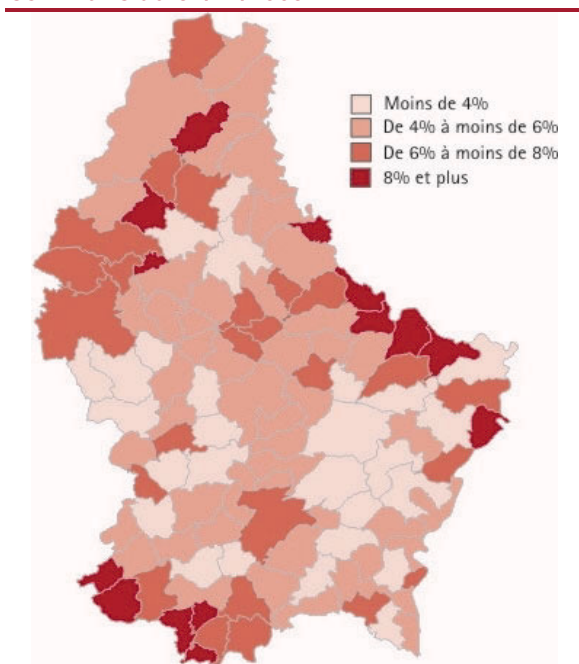 Moins de 4%
De 4% à moins de 6%
De 6% à moins de 8%
8% et plus